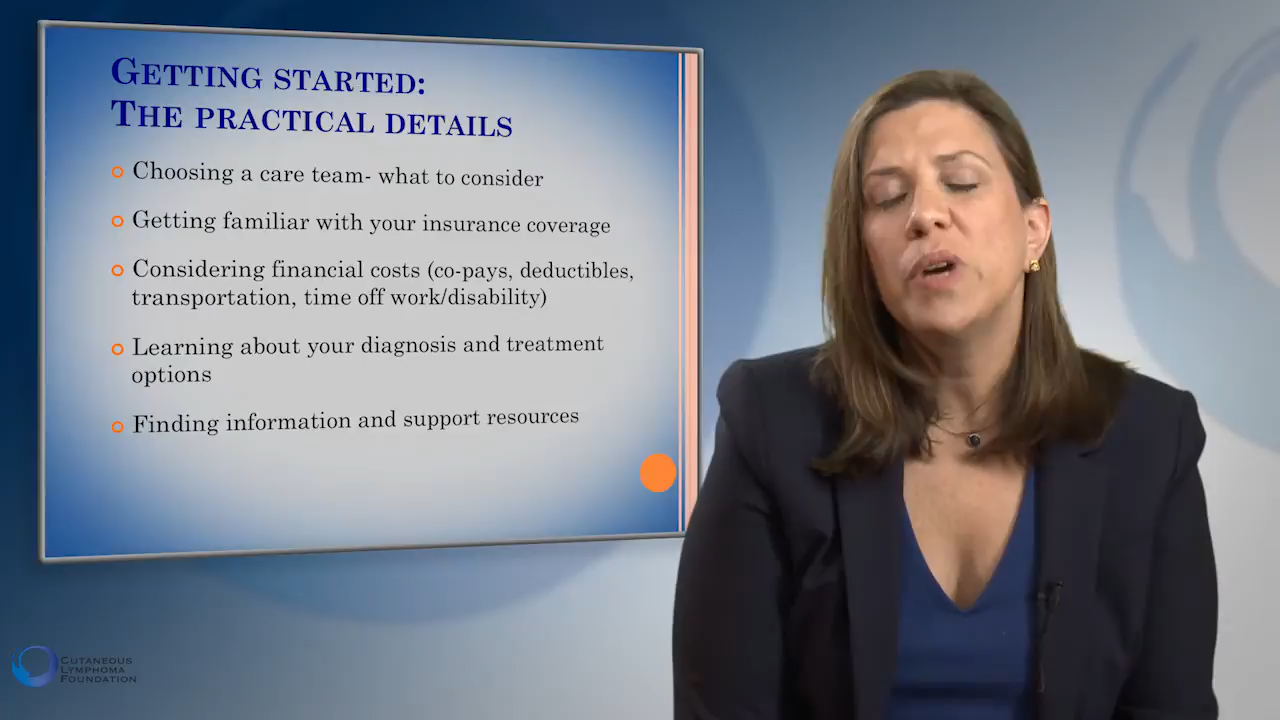 GETTING STARTED:
THE PRACTICAL DETAILS
Choosing a care team- what to consider
Getting familiar with your insurance coverage
Considering financial costs (co-pays, deductibles,
transportation, time off work/disability)
Learning about your diagnosis and treatment
options
Finding information and support resources
CUTANEOUS
LYMPHOMA
FOUNDATION